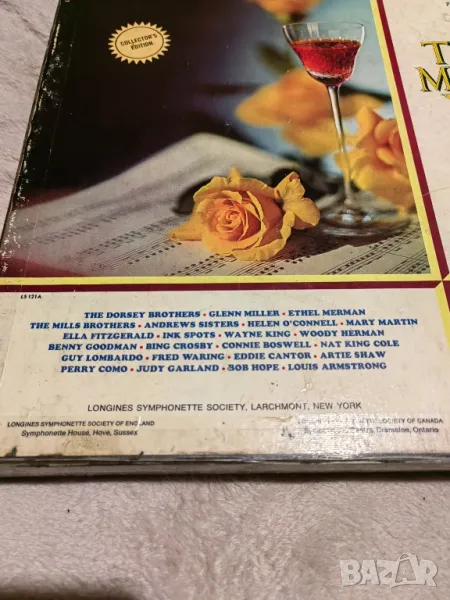 COLLECTOR'S
EDITION
T
M
LS 121A
THE DORSEY BROTHERS • GLENN MILLER • ETHEL MERMAN
THE MILLS BROTHERS • ANDREWS SISTERS • HELEN O'CONNELL • MARY MARTIN
ELLA FITZGERALD • INK SPOTS • WAYNE KING • WOODY HERMAN
BENNY GOODMAN • BING CROSBY • CONNIE BOSWELL • NAT KING COLE
GUY LOMBARDO • FRED WARING • EDDIE CANTOR • ARTIE SHAW
PERRY COMO • JUDY GARLAND • BOB HOPE • LOUIS ARMSTRONG
LONGINES SYMPHONETTE SOCIETY, LARCHMONT, NEW YORK
LONGINES SYMPHONETTE SOCIETY OF ENGLAND
Symphonette House, Hove, Sussex
SOCIETY OF CANADA
Ontario
bazar.bg